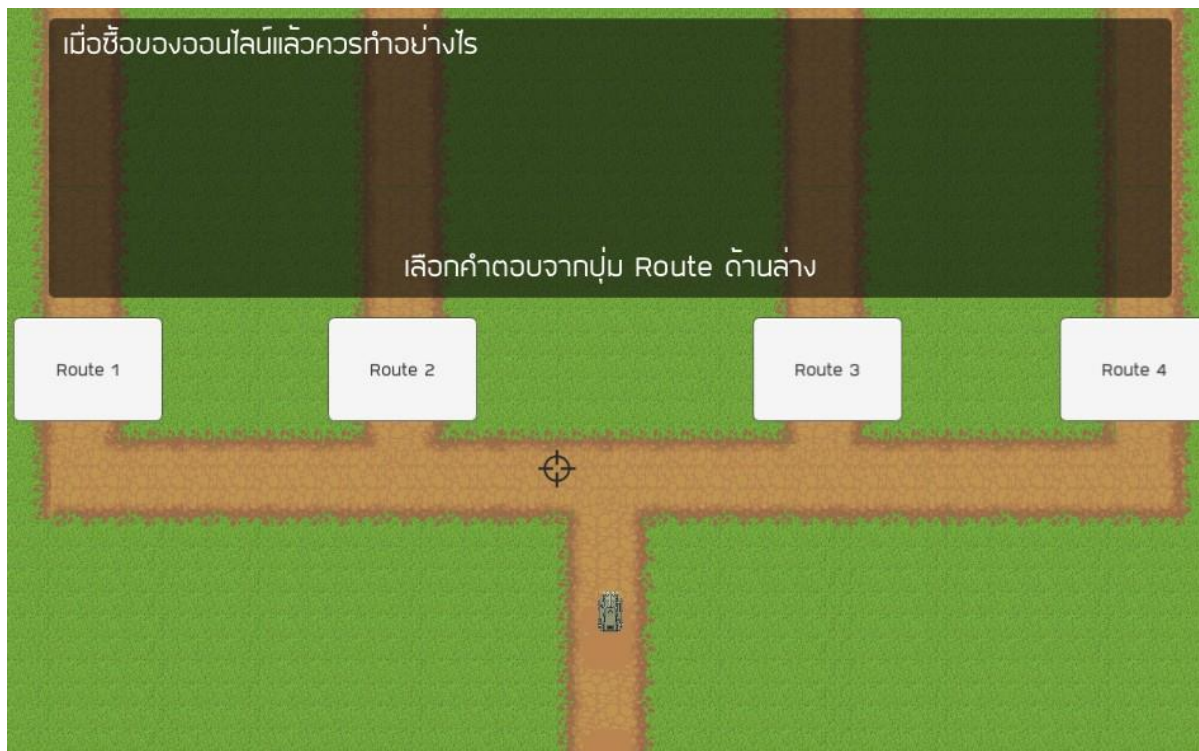 เมื่อซื้อของออนไลน์แล้วควรทำอย่างไร
เลือกคำตอบจากปุ่ม Route ด้านล่าง
Route 1
Route 2
Route 3
Route 4